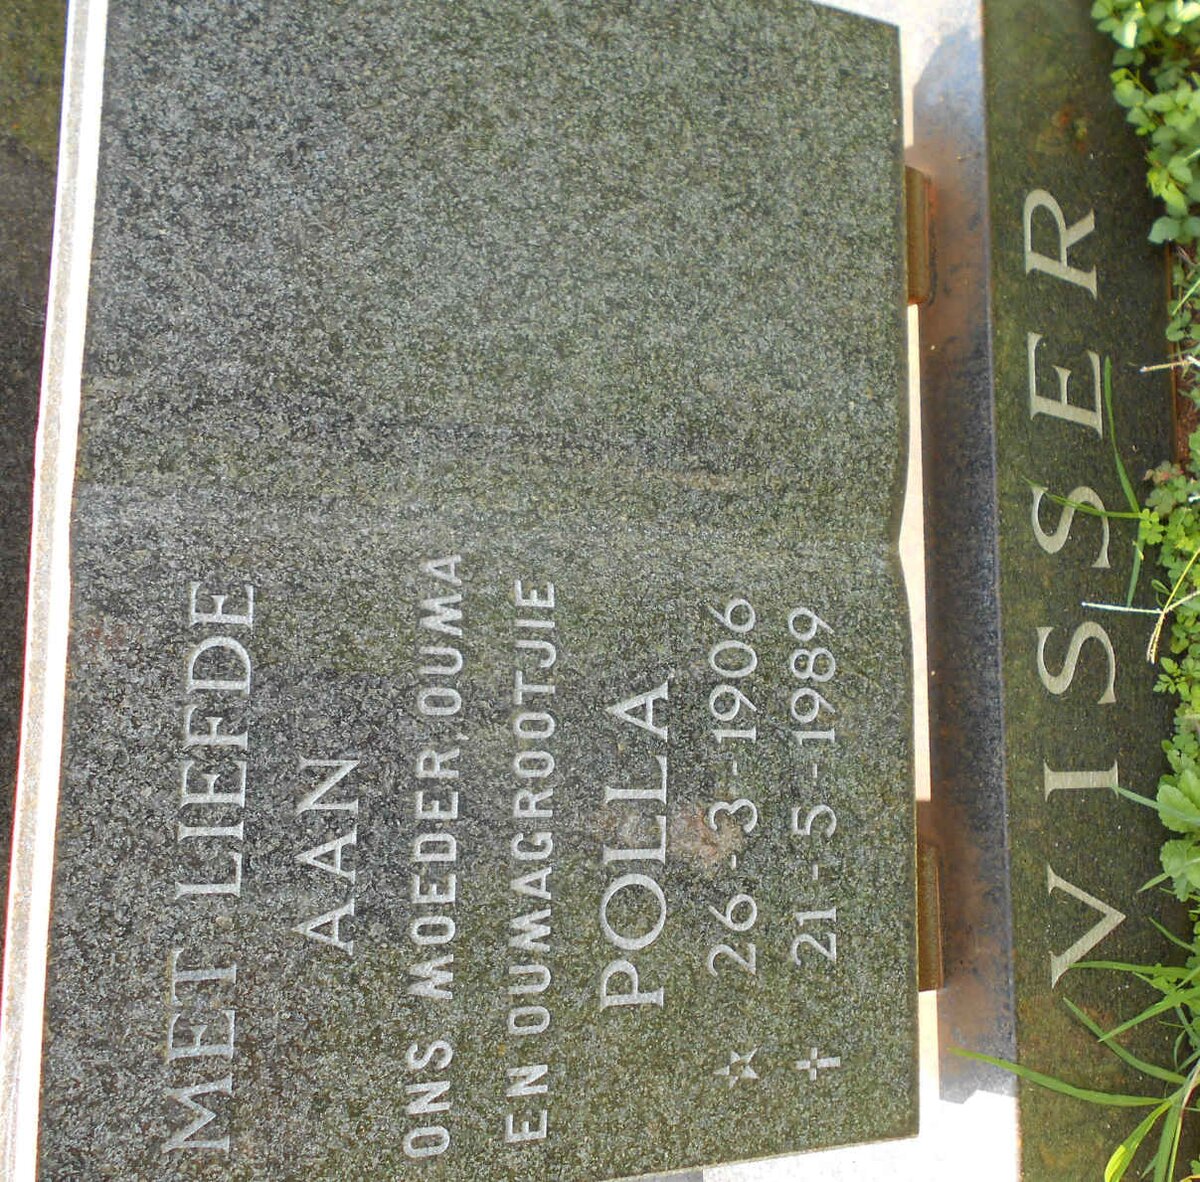 MET LIEFDE
AAN
ONS MOEDER, OUMA
EN OUMAGROOTJIE
POLLA
☆ 26-3-1906
✝ 21-5-1989
VISSER